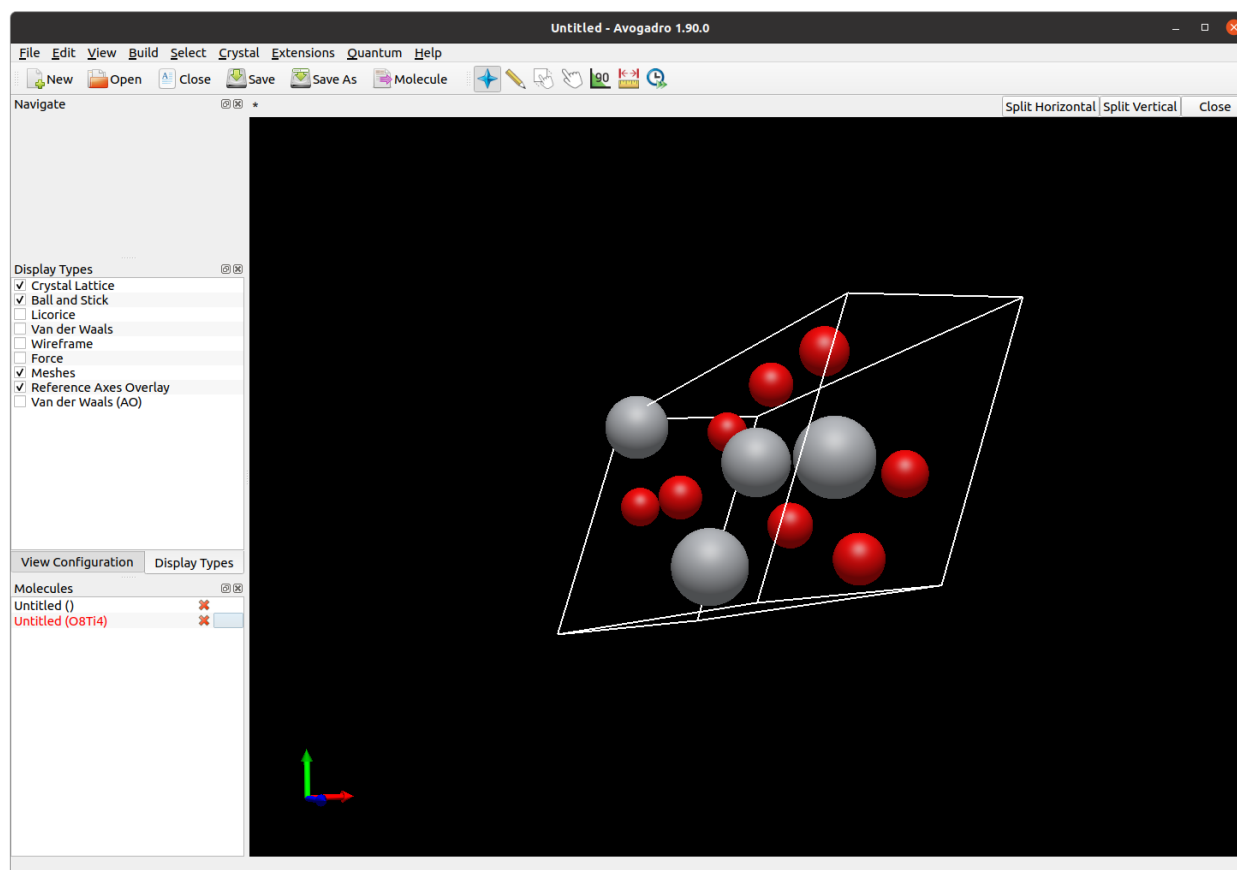 Untitled - Avogadro 1.90.0
File Edit View Build Select Crystal Extensions Quantum Help
New Open Close Save Save As Molecule 90
Navigate * Split Horizontal Split Vertical Close
Display Types
Crystal Lattice
Ball and Stick
Licorice
Van der Waals
Wireframe
Force
Meshes
Reference Axes Overlay
Van der Waals (AO)
View Configuration Display Types
Molecules
Untitled ()
Untitled (O8Ti4)